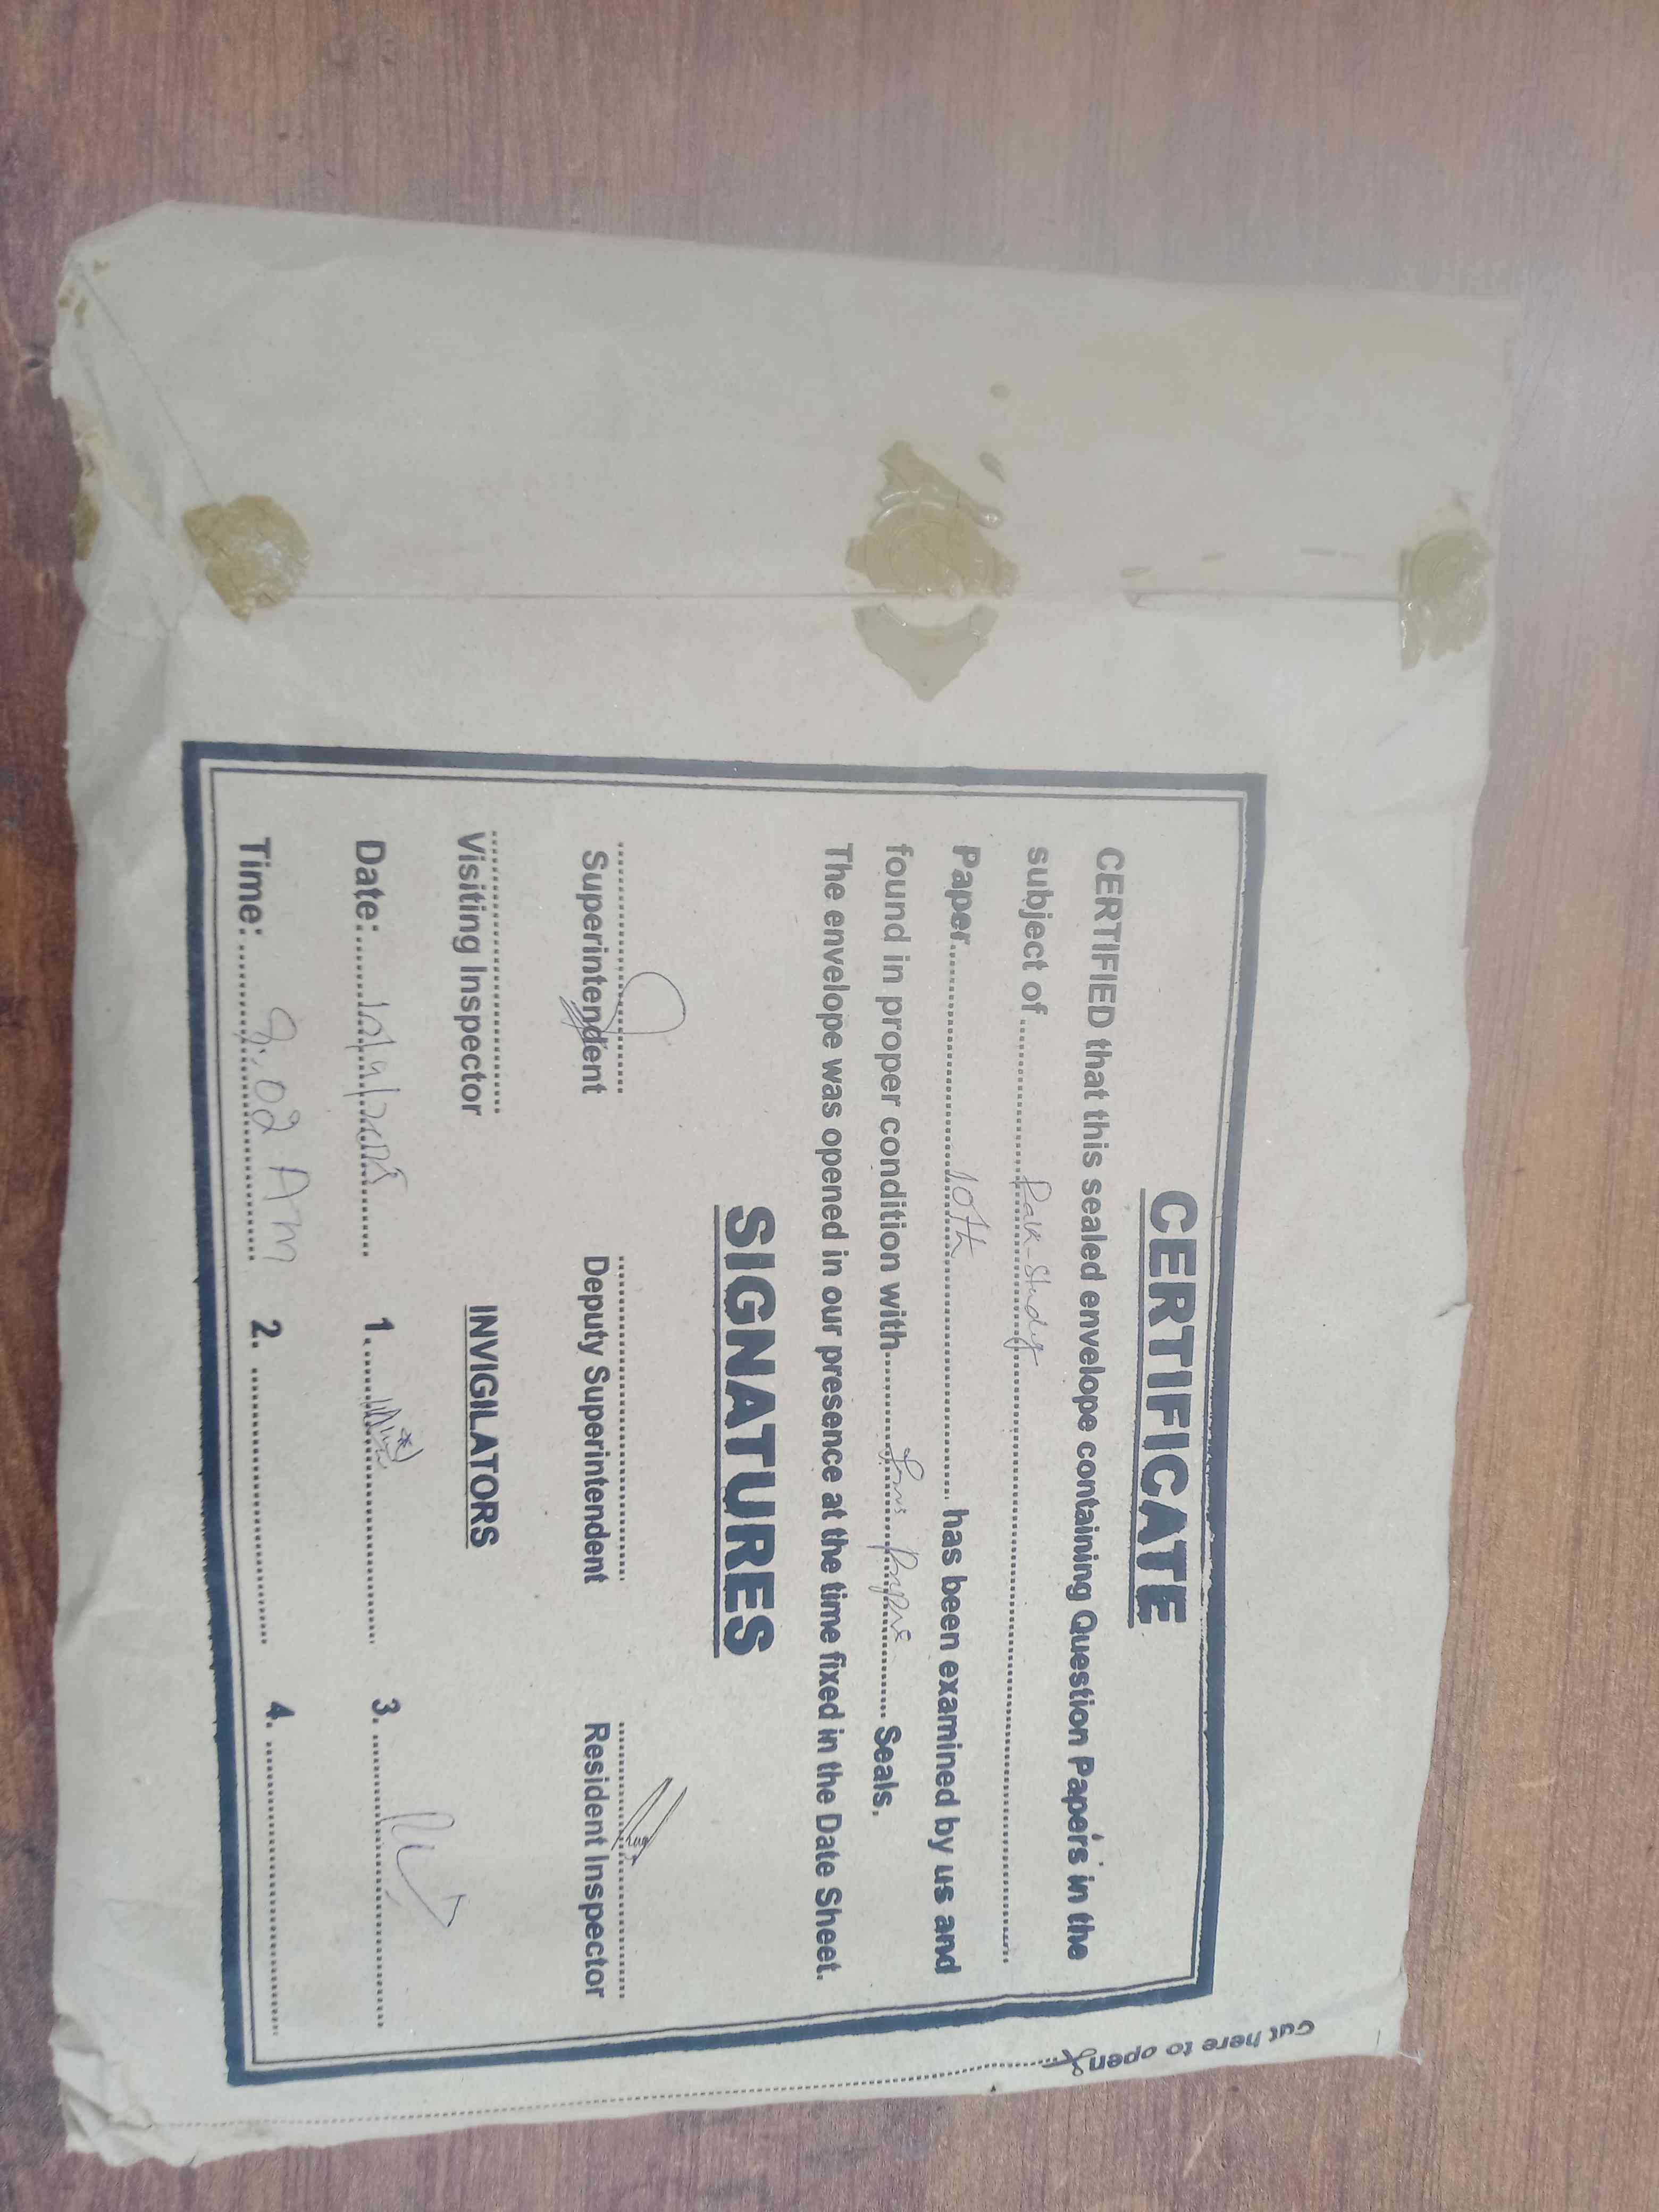 CERTIFICATE
CERTIFIED that this sealed envelope containing Question Papers in the
subject of .......... Pak-Study ..........
Paper .......... 10th .......... has been examined by us and
found in proper condition with .......... .......... Seals.
The envelope was opened in our presence at the time fixed in the Date Sheet.
SIGNATURES
Superintendent Deputy Superintendent Resident Inspector
Visiting Inspector INVIGILATORS
Date: .......... 1. .......... 3. ..........
Time: .......... 9:02 Am 2. .......... 4. ..........
Cut here to open